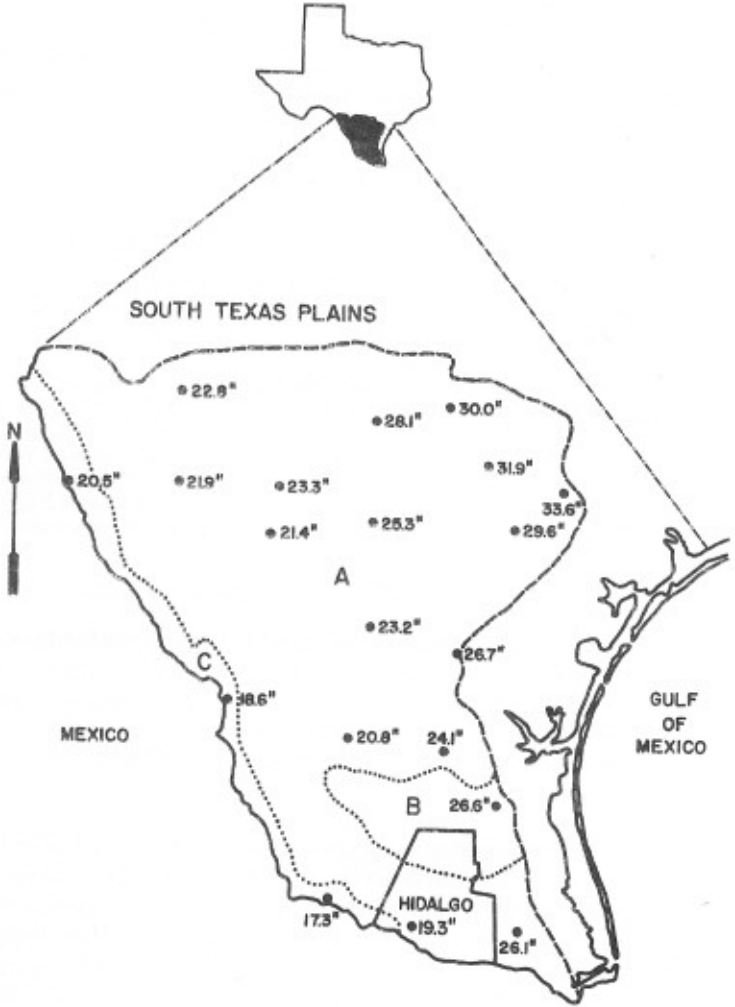 SOUTH TEXAS PLAINS
22.8"
30.0"
28.1"
N
31.9"
20.5"
21.9"
23.3"
33.6"
29.6"
21.4"
25.3"
A
23.2"
26.7"
C
18.6"
GULF
OF
MEXICO
MEXICO
20.8"
24.1"
B
26.6"
HIDALGO
17.3"
19.3"
26.1"